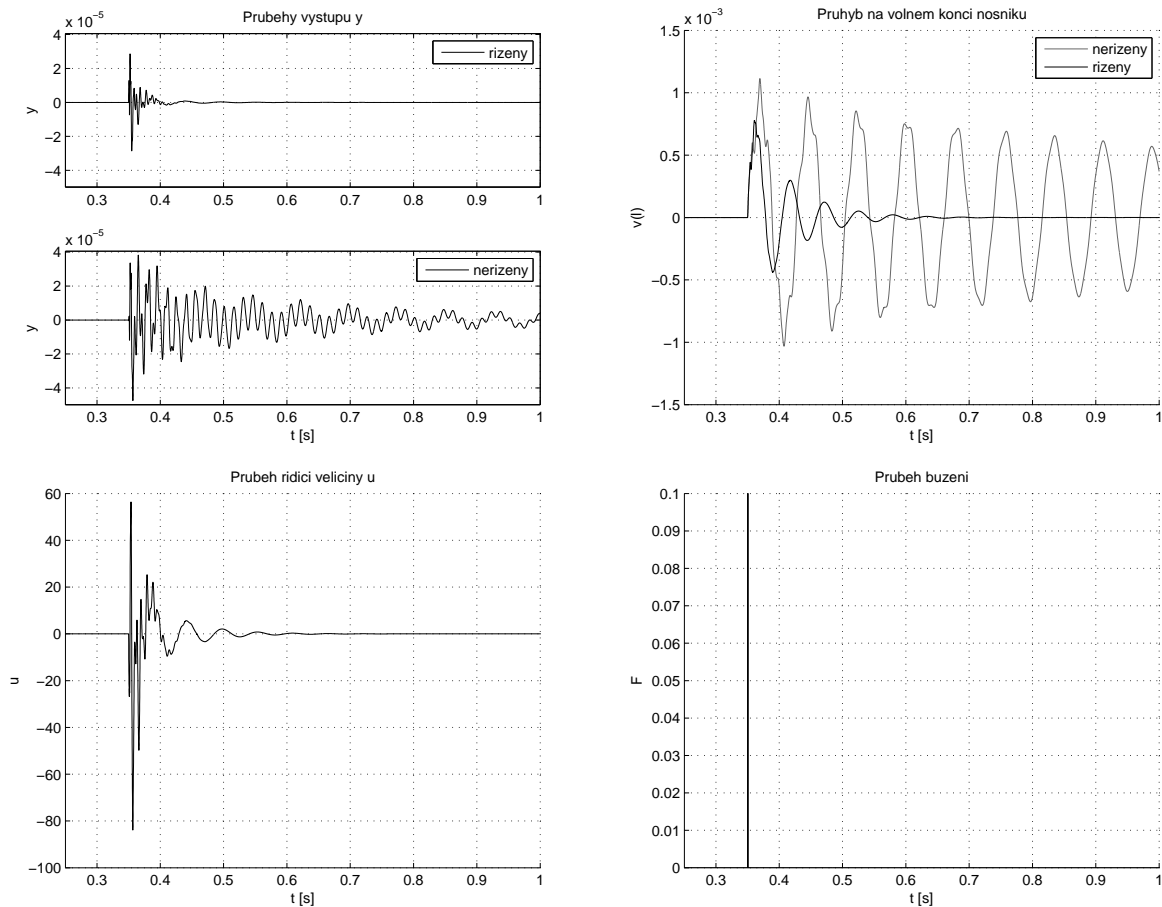 Prubehy vystupu y
x 10−5
4
2
0
−2
−4
y
rizeny
0.3 0.4 0.5 0.6 0.7 0.8 0.9 1
x 10−5
4
2
0
−2
−4
y
nerizeny
0.3 0.4 0.5 0.6 0.7 0.8 0.9 1
t [s]
Pruhyb na volnem konci nosniku
x 10−3
1.5
1
0.5
0
−0.5
−1
−1.5
v(l)
nerizeny
rizeny
0.3 0.4 0.5 0.6 0.7 0.8 0.9 1
t [s]
Prubeh ridici veliciny u
60
40
20
0
−20
−40
−60
−80
−100
u
0.3 0.4 0.5 0.6 0.7 0.8 0.9 1
t [s]
Prubeh buzeni
0.1
0.09
0.08
0.07
0.06
0.05
0.04
0.03
0.02
0.01
0
F
0.3 0.4 0.5 0.6 0.7 0.8 0.9 1
t [s]